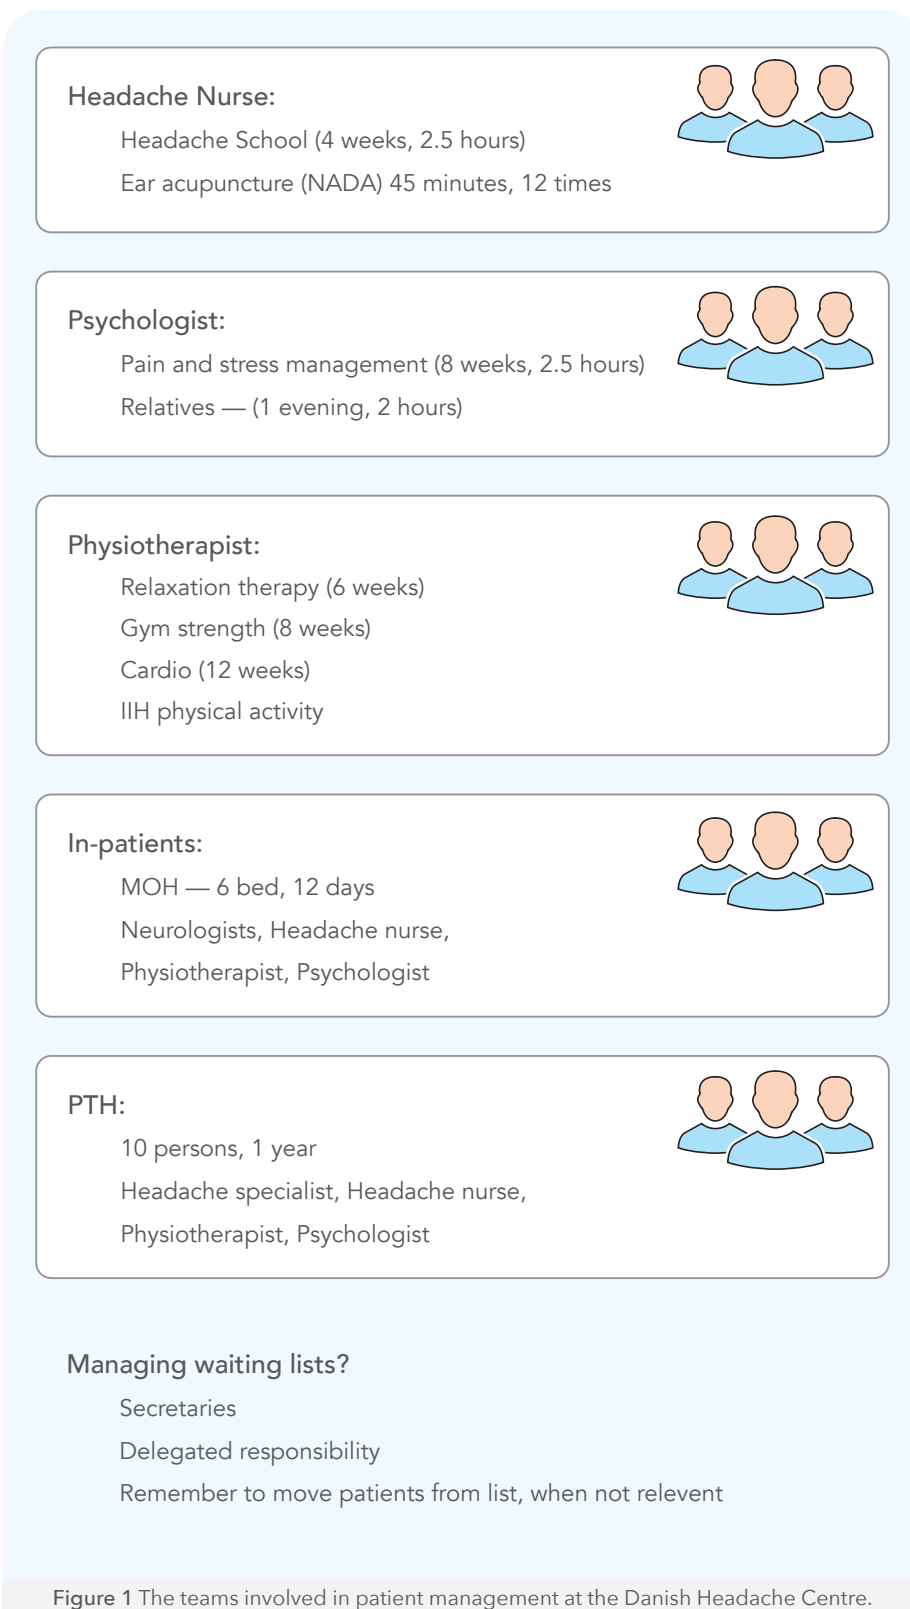 Headache Nurse:
Headache School (4 weeks, 2.5 hours)
Ear acupuncture (NADA) 45 minutes, 12 times
Psychologist:
Pain and stress management (8 weeks, 2.5 hours)
Relatives — (1 evening, 2 hours)
Physiotherapist:
Relaxation therapy (6 weeks)
Gym strength (8 weeks)
Cardio (12 weeks)
IIH physical activity
In-patients:
MOH — 6 bed, 12 days
Neurologists, Headache nurse,
Physiotherapist, Psychologist
PTH:
10 persons, 1 year
Headache specialist, Headache nurse,
Physiotherapist, Psychologist
Managing waiting lists?
Secretaries
Delegated responsibility
Remember to move patients from list, when not relevent
Figure 1 The teams involved in patient management at the Danish Headache Centre.